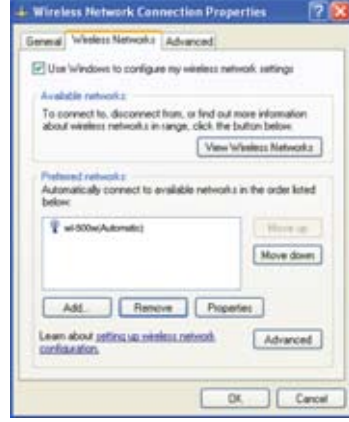 Wireless Network Connection Properties
General Wireless Networks Advanced
Use Windows to configure my wireless network settings
Available networks:
To connect to, disconnect from, or find out more information
about wireless networks in range, click the button below.
View Wireless Networks
Preferred networks:
Automatically connect to available networks in the order listed
below:
wl-500w(Automatic)
Move up
Move down
Add... Remove Properties
Learn about setting up wireless network
configuration.
Advanced
OK Cancel